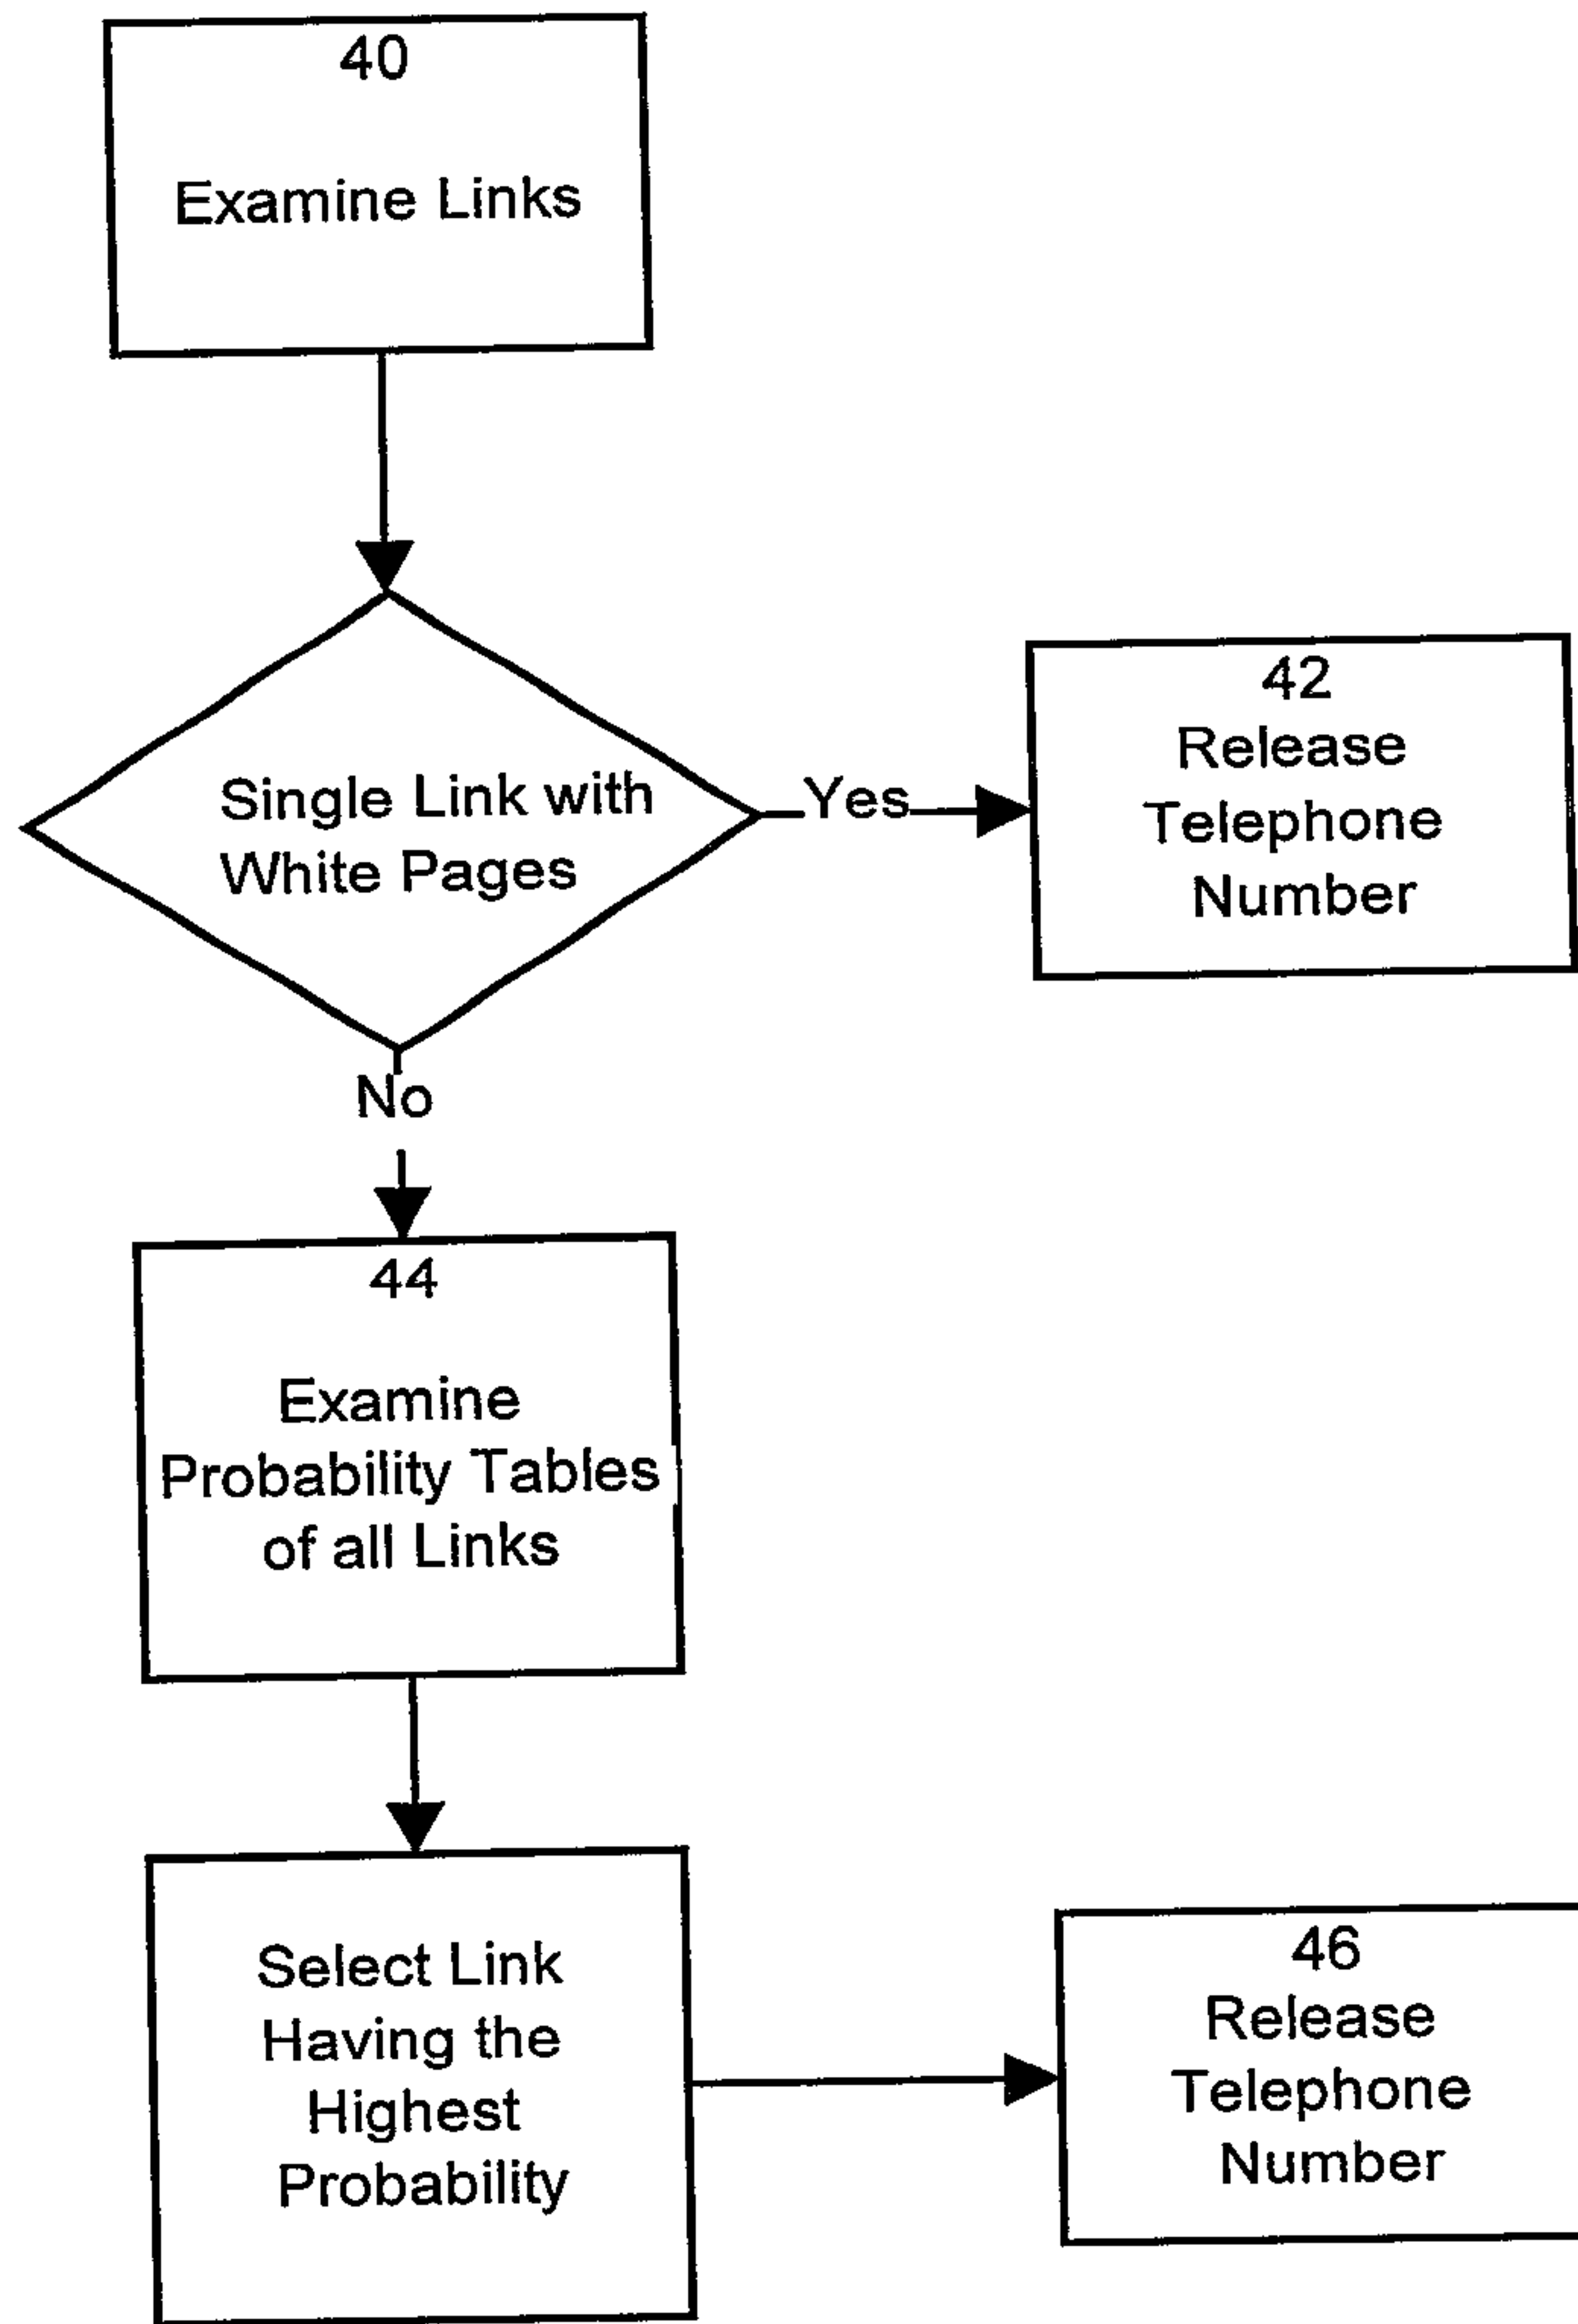 40
Examine Links
Single Link with
White Pages
Yes
42
Release
Telephone
Number
No
44
Examine
Probability Tables
of all Links
Select Link
Having the
Highest
Probability
46
Release
Telephone
Number